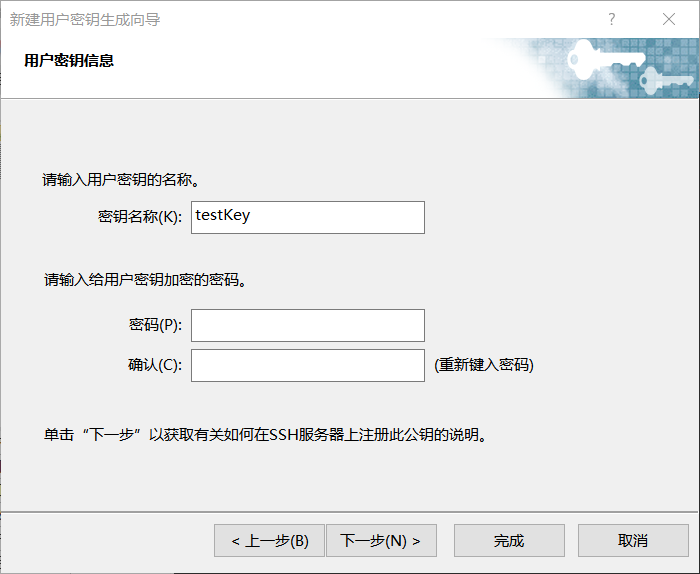 新建用户密钥生成向导
?
用户密钥信息
请输入用户密钥的名称。
密钥名称(K): testKey
请输入给用户密钥加密的密码。
密码(P):
确认(C): (重新键入密码)
单击“下一步”以获取有关如何在SSH服务器上注册此公钥的说明。
< 上一步(B) 下一步(N) > 完成 取消